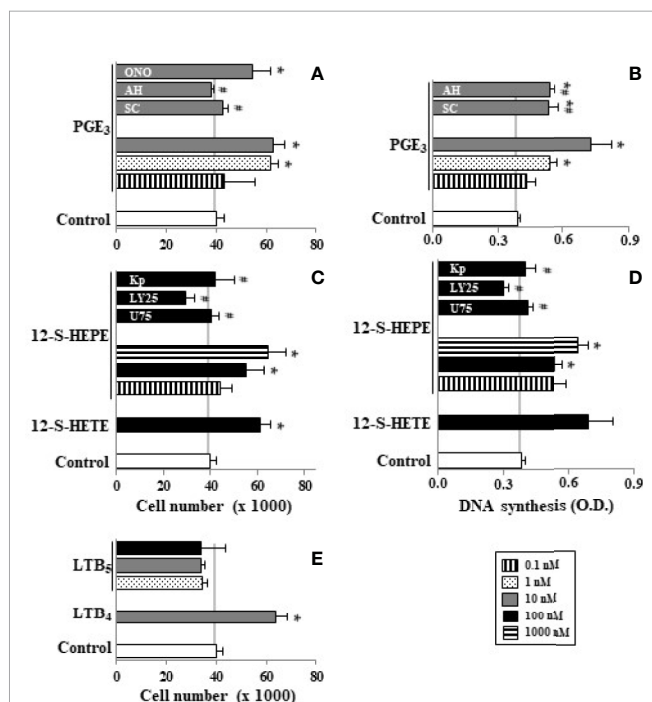 A
ONO *
AH #
SC #
PGE3
*
*
Control
0 20 40 60 80
B
AH *#
SC *#
PGE3
*
*
Control
0.0 0.3 0.6 0.9
C
Kp #
LY25 #
U75 #
12-S-HEPE
*
*
12-S-HETE *
Control
0 20 40 60 80
Cell number (x 1000)
D
Kp #
LY25 #
U75 #
12-S-HEPE
*
*
12-S-HETE
Control
0.0 0.3 0.6 0.9
DNA synthesis (O.D.)
E
LTB5
LTB4 *
Control
0 20 40 60 80
Cell number (x 1000)
0.1 nM
1 nM
10 nM
100 nM
1000 nM